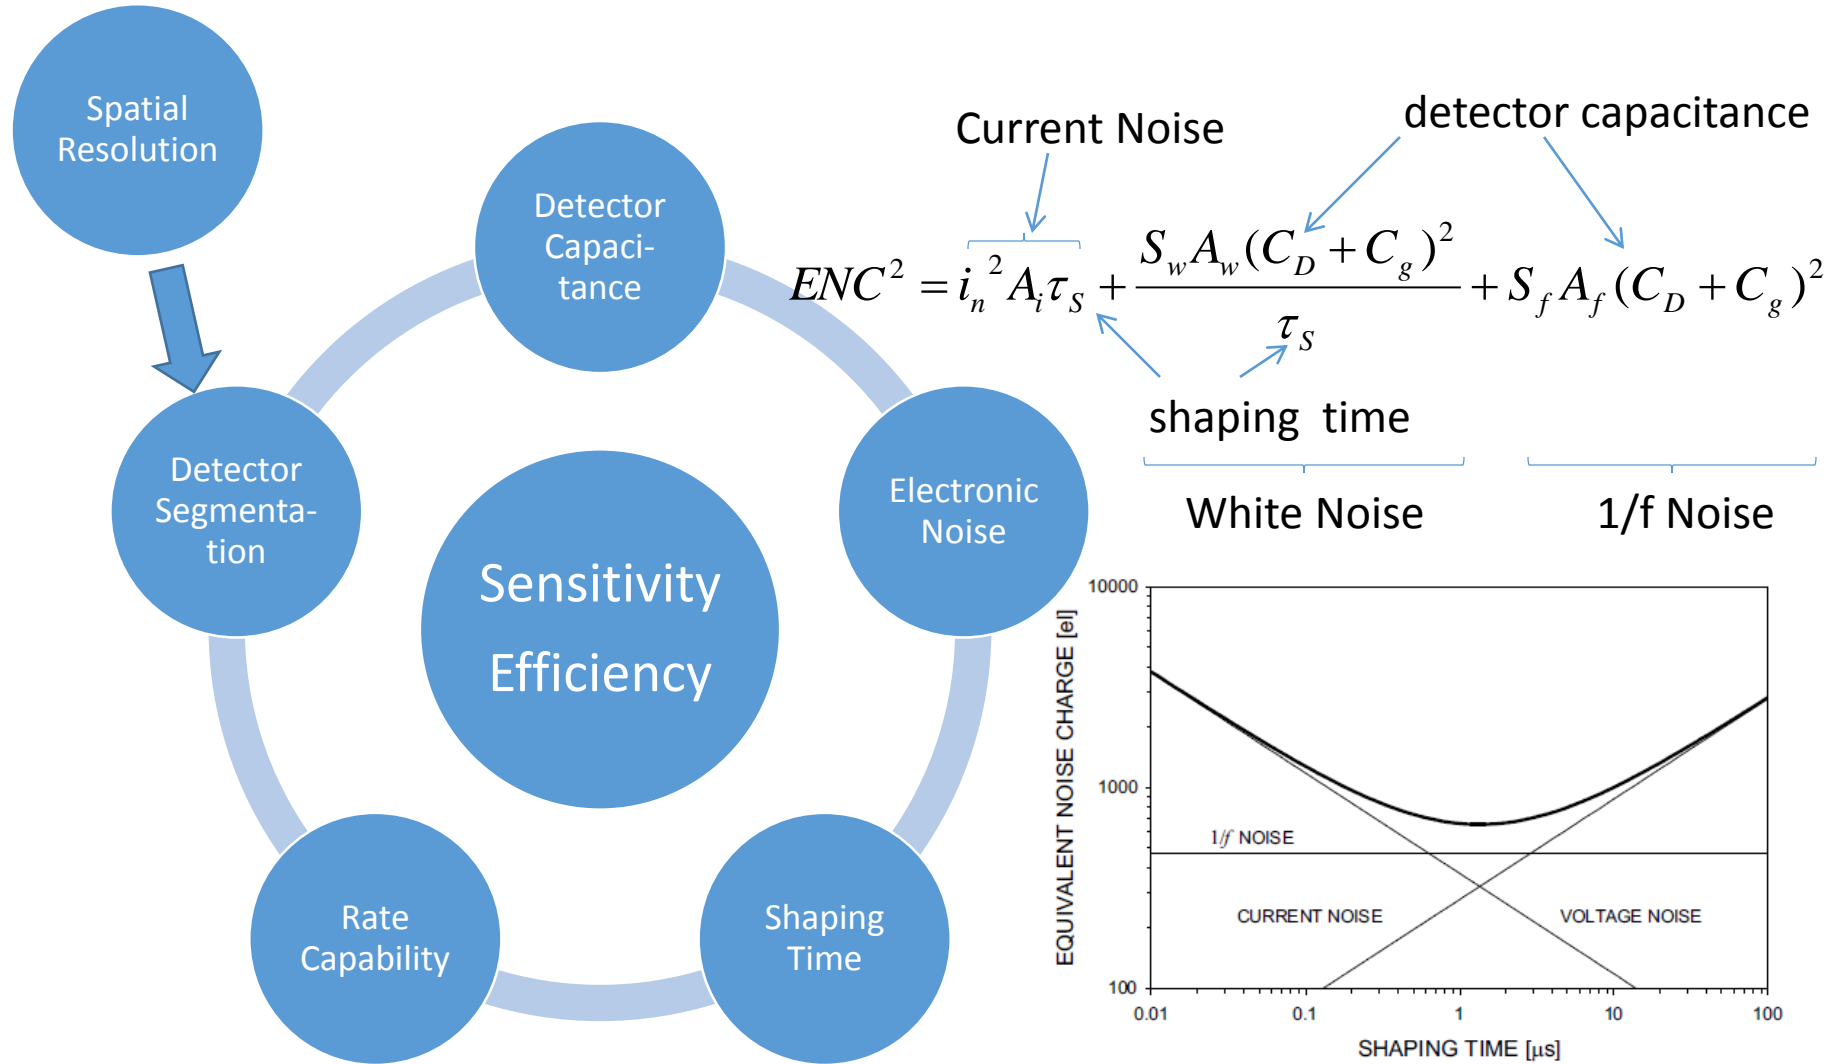 Spatial
Resolution
Detector
Capaci-
tance
Detector
Segmenta-
tion
Electronic
Noise
Sensitivity
Efficiency
Rate
Capability
Shaping
Time
Current Noise
detector capacitance
ENC² = iₙ² Aᵢ τ_S + S_w A_w (C_D + C_g)² / τ_S + S_f A_f (C_D + C_g)²
shaping time
White Noise
1/f Noise
EQUIVALENT NOISE CHARGE [el]
10000
1000
100
1/f NOISE
CURRENT NOISE
VOLTAGE NOISE
0.01 0.1 1 10 100
SHAPING TIME [μs]